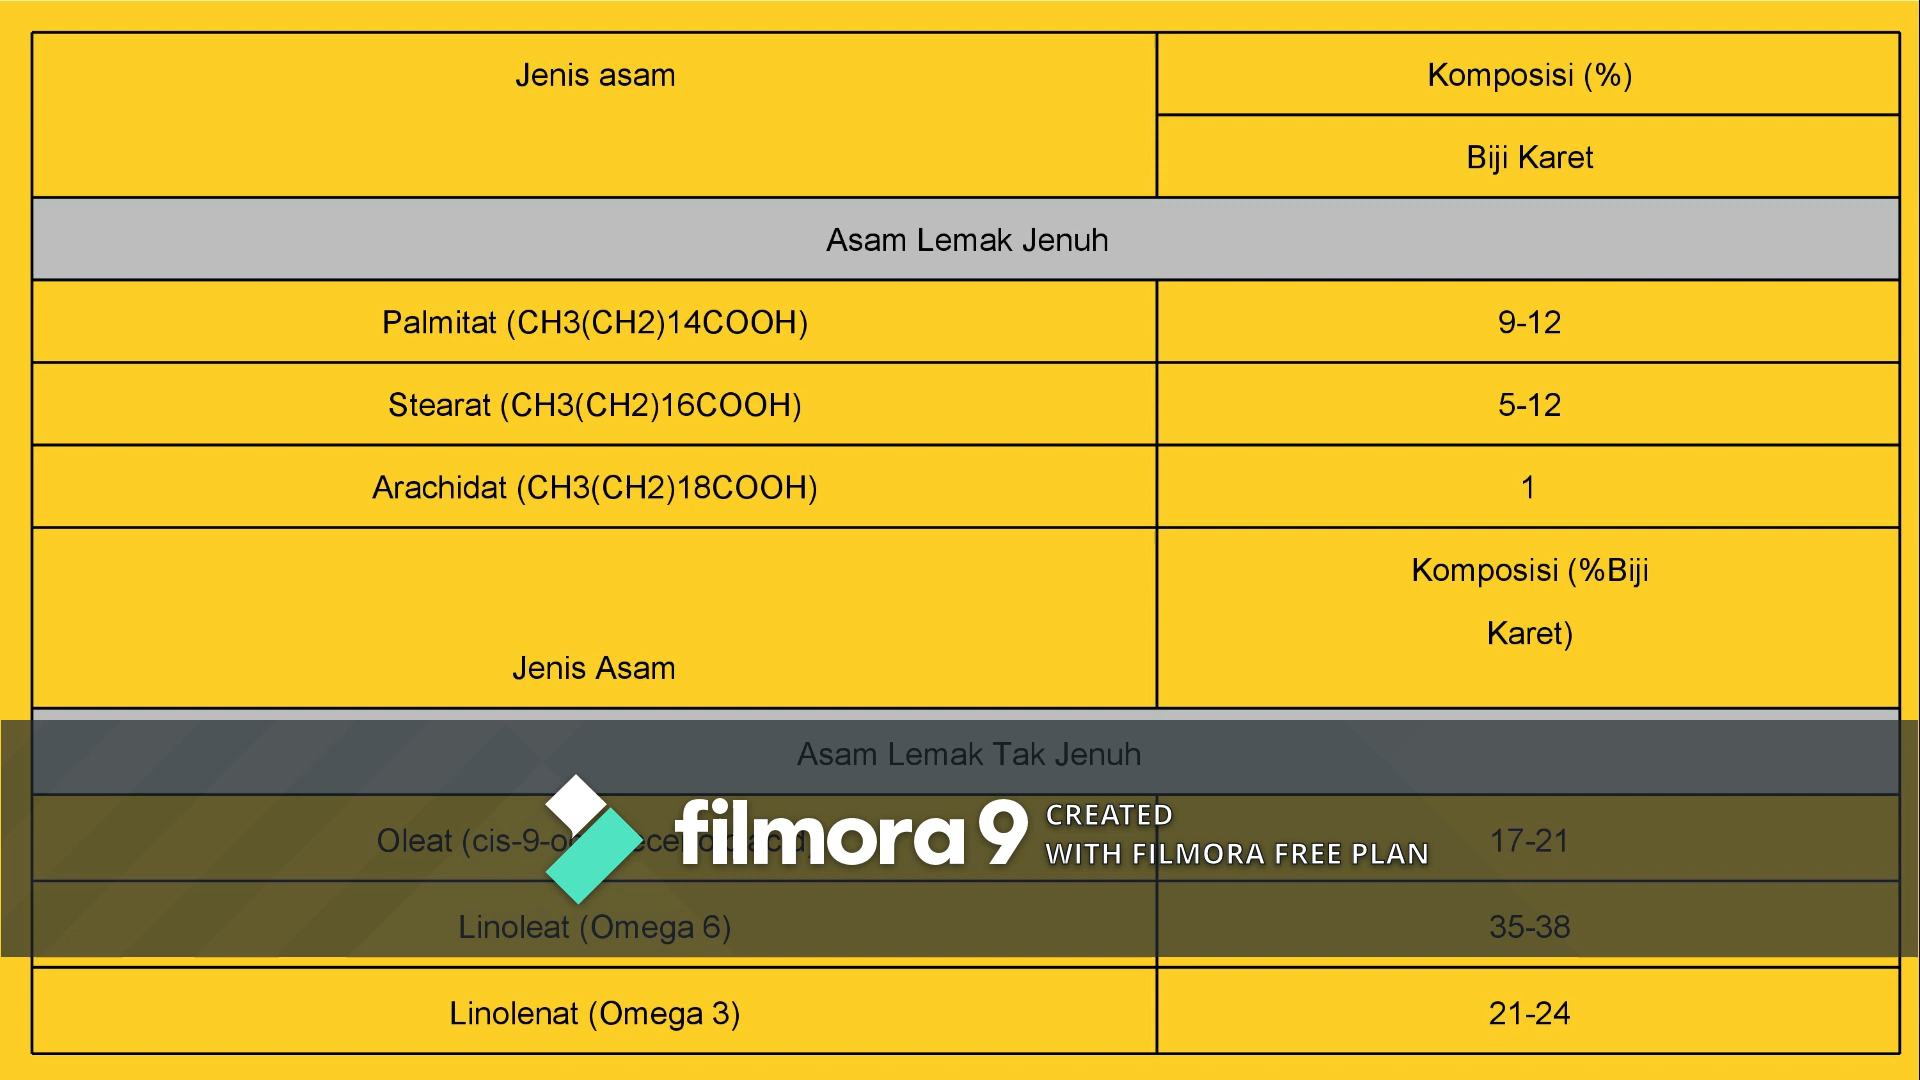 Jenis asam
Komposisi (%)
Biji Karet
Asam Lemak Jenuh
Palmitat (CH3(CH2)14COOH)
9-12
Stearat (CH3(CH2)16COOH)
5-12
Arachidat (CH3(CH2)18COOH)
1
Jenis Asam
Komposisi (%Biji
Karet)
Asam Lemak Tak Jenuh
Oleat
17-21
filmora 9
CREATED
WITH FILMORA FREE PLAN
Linoleat (Omega 6)
35-38
Linolenat (Omega 3)
21-24